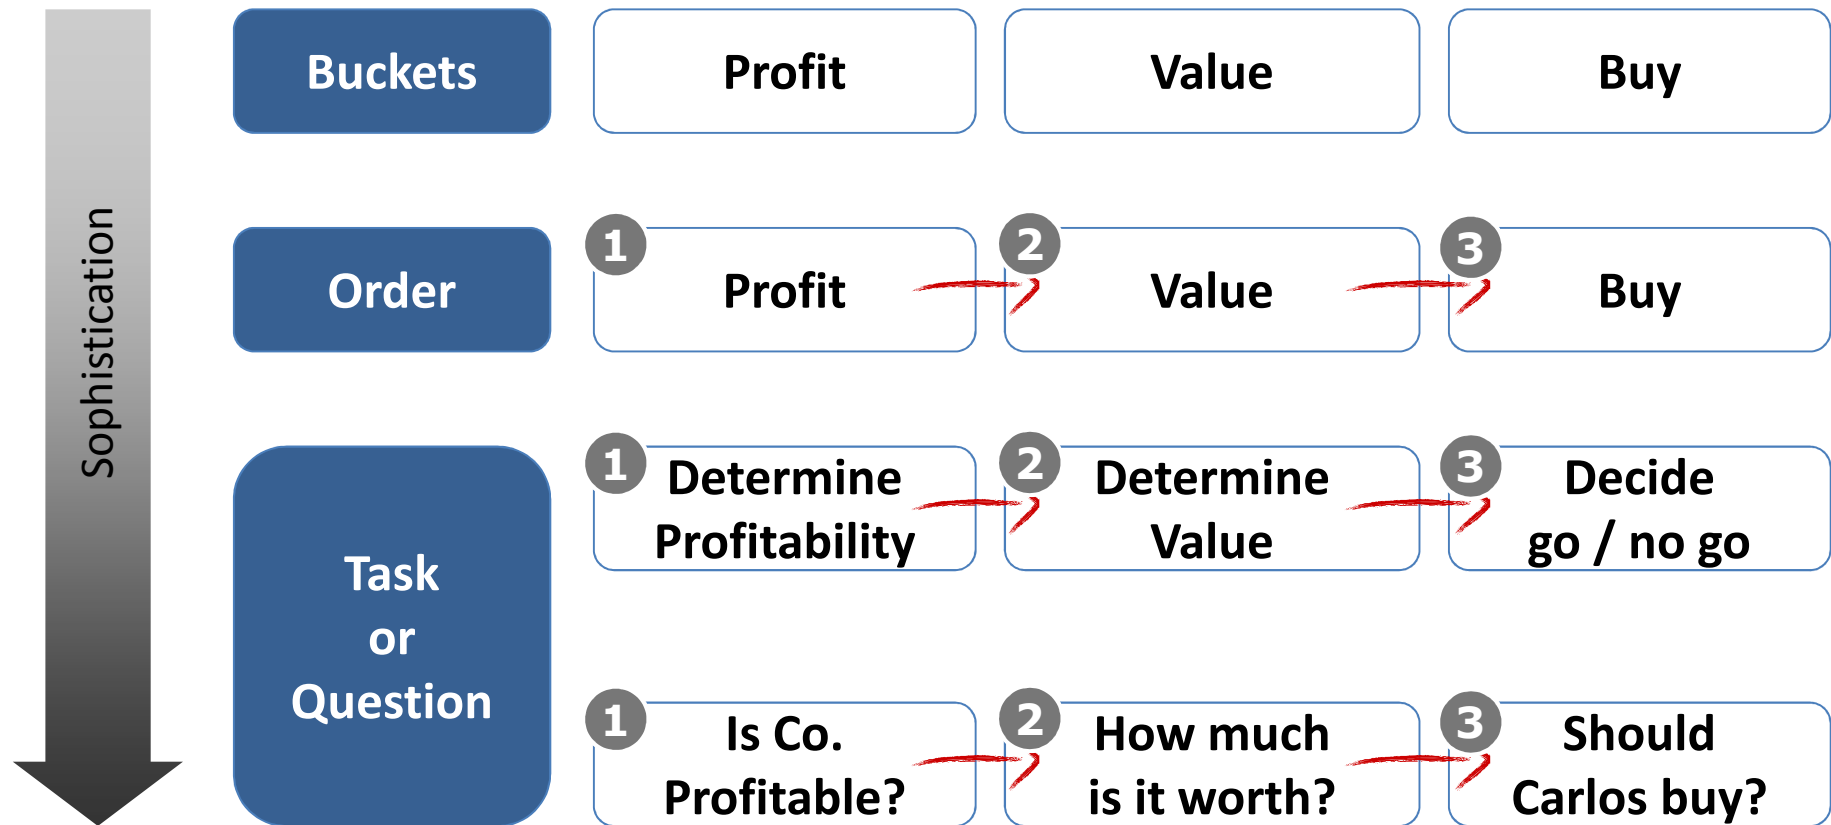 Sophistication
Buckets
Profit
Value
Buy
Order
1
Profit
2
Value
3
Buy
Task
or
Question
1
Determine
Profitability
2
Determine
Value
3
Decide
go / no go
1
Is Co.
Profitable?
2
How much
is it worth?
3
Should
Carlos buy?